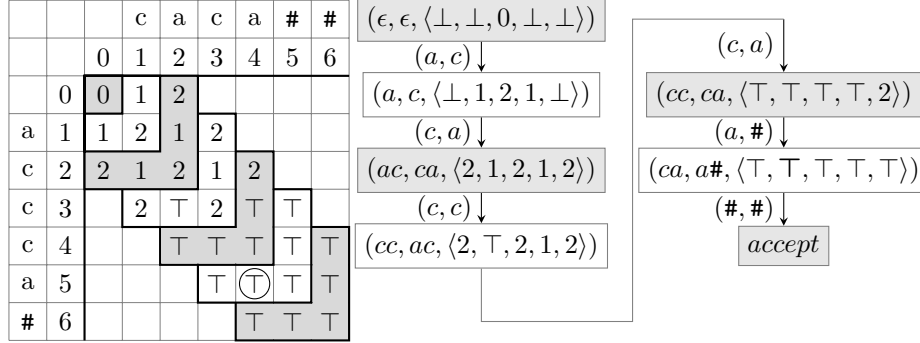 c a c a # #
0 1 2 3 4 5 6
0 0 1 2
a 1 1 2 1 2
c 2 2 1 2 1 2
c 3 2 ⊤ 2 ⊤ ⊤
c 4 ⊤ ⊤ ⊤ ⊤ ⊤
a 5 ⊤ ⊤ ⊤ ⊤
# 6 ⊤ ⊤ ⊤
(ϵ, ϵ, ⟨⊥, ⊥, 0, ⊥, ⊥⟩)
(a, c)
(a, c, ⟨⊥, 1, 2, 1, ⊥⟩)
(c, a)
(ac, ca, ⟨2, 1, 2, 1, 2⟩)
(c, c)
(cc, ac, ⟨2, ⊤, 2, 1, 2⟩)
(c, a)
(cc, ca, ⟨⊤, ⊤, ⊤, ⊤, 2⟩)
(a, #)
(ca, a#, ⟨⊤, ⊤, ⊤, ⊤, ⊤⟩)
(#, #)
accept